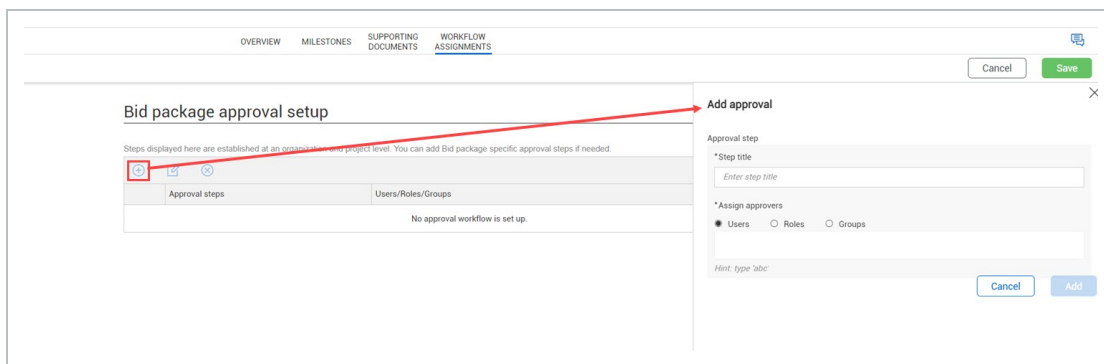 OVERVIEW
MILESTONES
SUPPORTING
DOCUMENTS
WORKFLOW
ASSIGNMENTS
Cancel
Save
Bid package approval setup
Steps displayed here are established at an organization and project level. You can add Bid package specific approval steps if needed.
Approval steps
Users/Roles/Groups
No approval workflow is set up.
Add approval
Approval step
*Step title
Enter step title
*Assign approvers
Users
Roles
Groups
Hint: type 'abc'
Cancel
Add